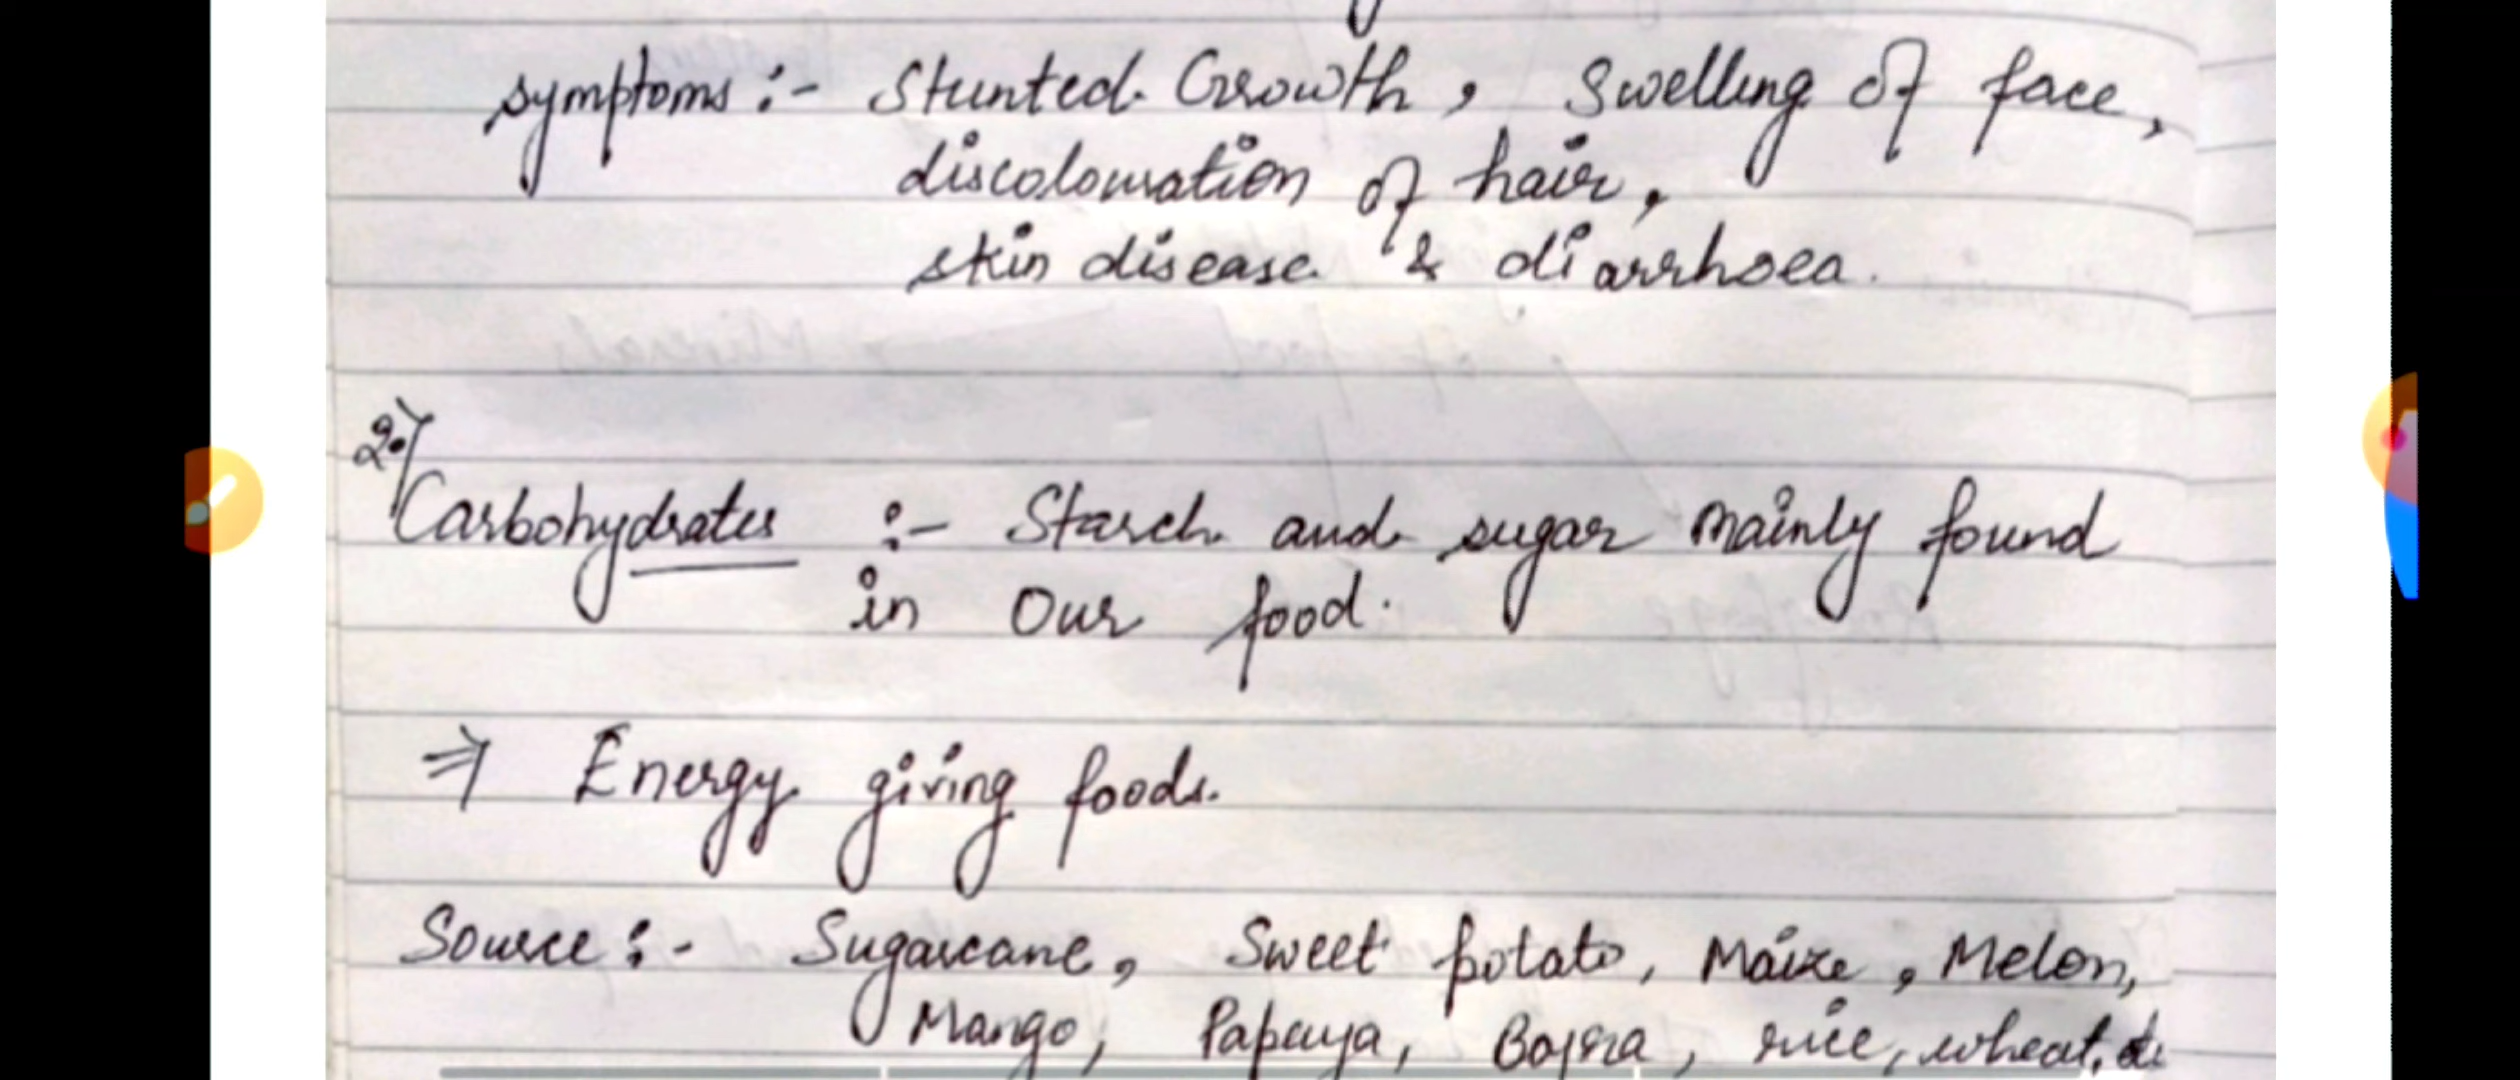 symptoms :- Stunted Growth, Swelling of face,
discolouration of hair,
skin disease & diarrhoea.
2.) Carbohydrates :- Starch and sugar mainly found
in Our food.
⇒ Energy giving foods.
Source :- Sugarcane, Sweet potato, Maize, Melon,
Mango, Papaya, Bajra, rice, wheat, etc